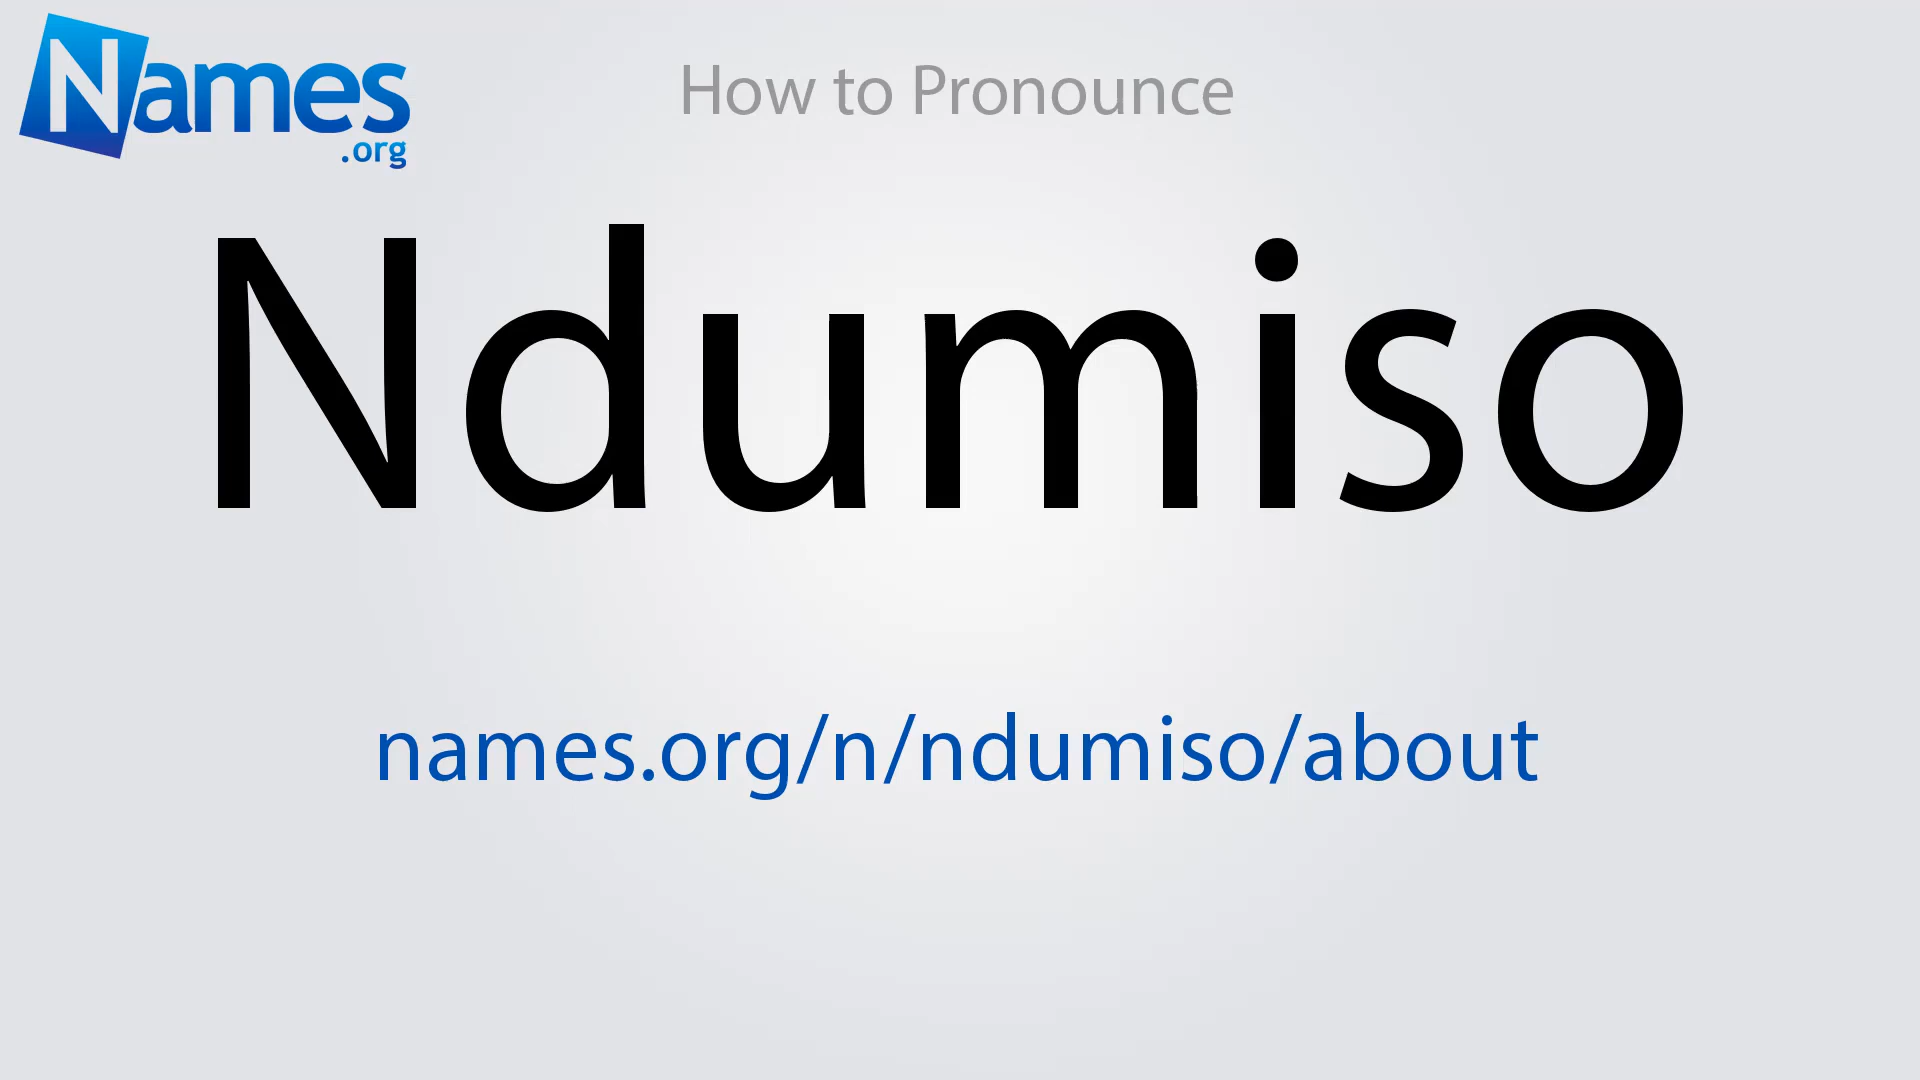 Names
.org
How to Pronounce
Ndumiso
names.org/n/ndumiso/about